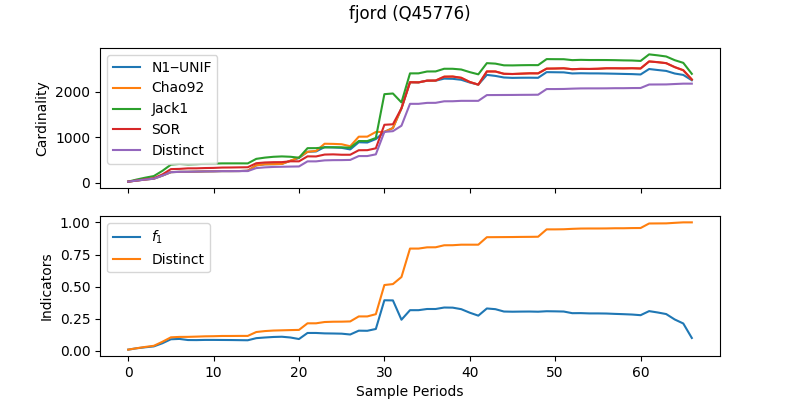 fjord (Q45776)
Cardinality
2000
1000
0
N1−UNIF
Chao92
Jack1
SOR
Distinct
Indicators
1.00
0.75
0.50
0.25
0.00
f1
Distinct
0 10 20 30 40 50 60
Sample Periods